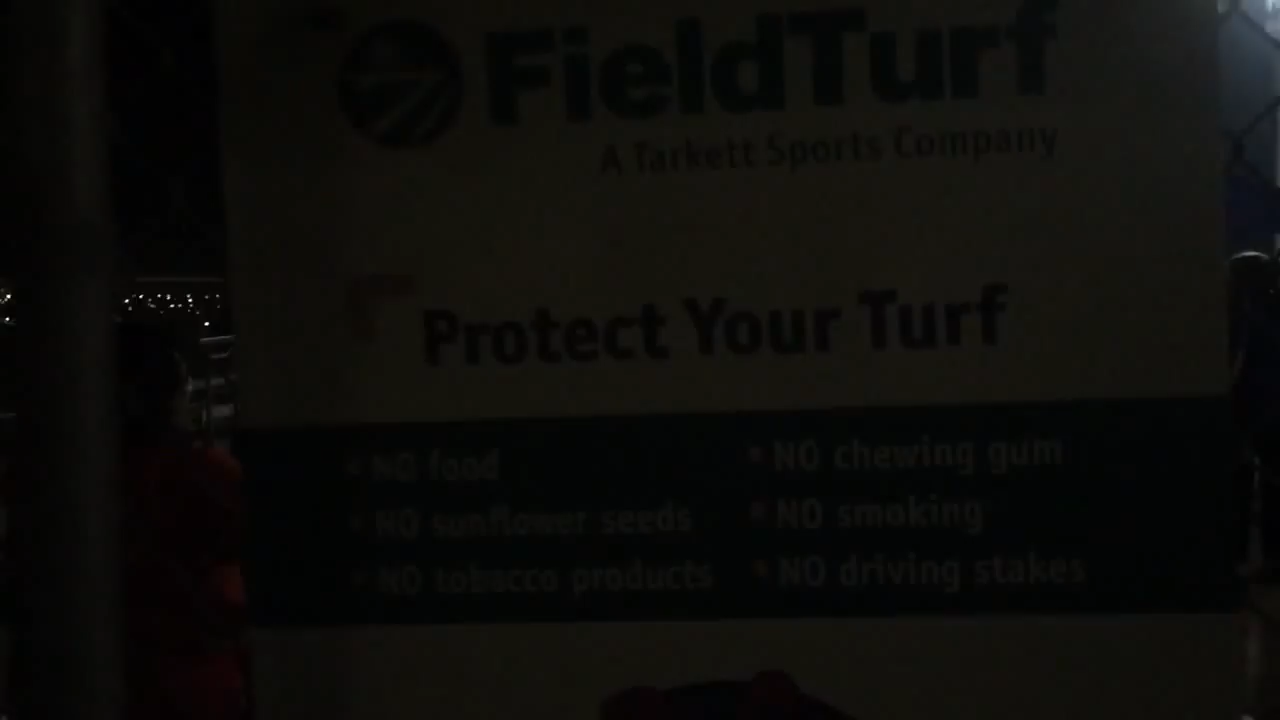 FieldTurf
A Tarkett Sports Company
Protect Your Turf
• NO food
• NO chewing gum
• NO sunflower seeds
• NO smoking
• NO tobacco products
• NO driving stakes